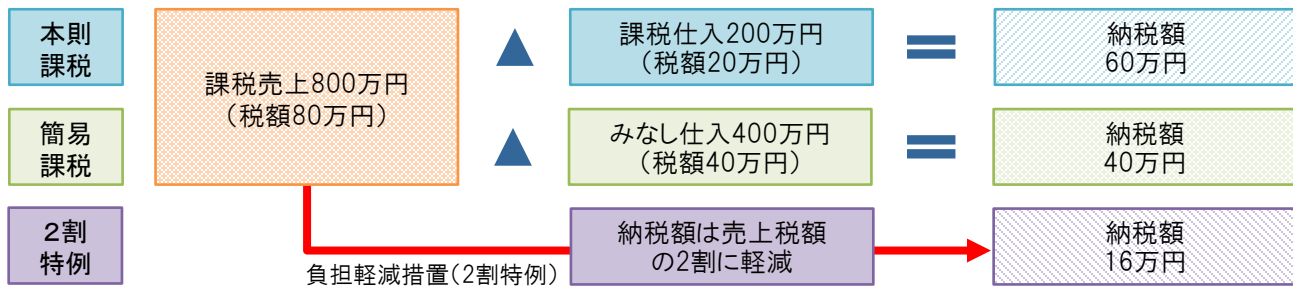 本則
課税
課税売上800万円
（税額80万円）
▲
課税仕入200万円
（税額20万円）
＝
納税額
60万円
簡易
課税
▲
みなし仕入400万円
（税額40万円）
＝
納税額
40万円
2割
特例
負担軽減措置（2割特例）
納税額は売上税額
の2割に軽減
納税額
16万円